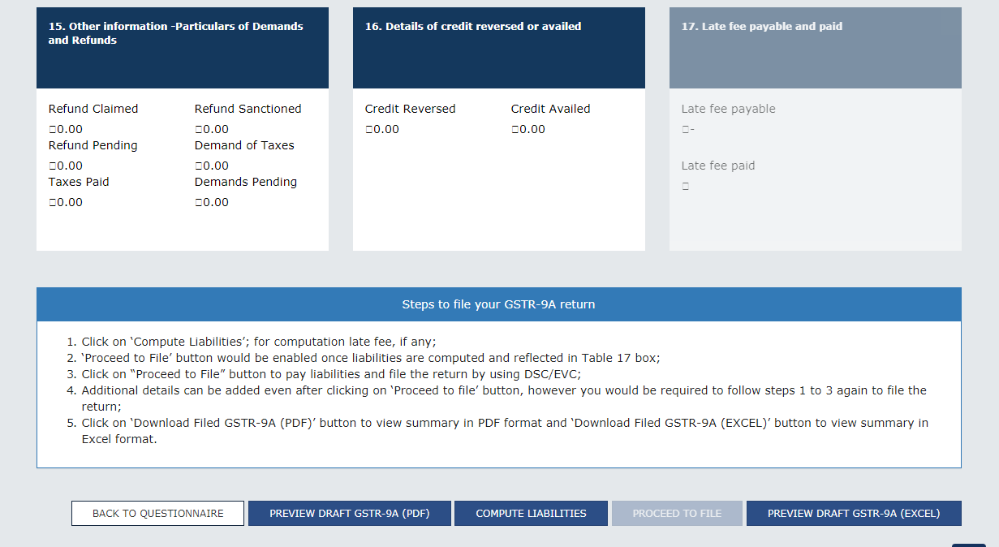 15. Other information -Particulars of Demands
and Refunds
Refund Claimed Refund Sanctioned
□0.00 □0.00
Refund Pending Demand of Taxes
□0.00 □0.00
Taxes Paid Demands Pending
□0.00 □0.00
16. Details of credit reversed or availed
Credit Reversed Credit Availed
□0.00 □0.00
17. Late fee payable and paid
Late fee payable
□-
Late fee paid
□
Steps to file your GSTR-9A return
1. Click on ‘Compute Liabilities’; for computation late fee, if any;
2. ‘Proceed to File’ button would be enabled once liabilities are computed and reflected in Table 17 box;
3. Click on “Proceed to File” button to pay liabilities and file the return by using DSC/EVC;
4. Additional details can be added even after clicking on ‘Proceed to file’ button, however you would be required to follow steps 1 to 3 again to file the
return;
5. Click on ‘Download Filed GSTR-9A (PDF)’ button to view summary in PDF format and ‘Download Filed GSTR-9A (EXCEL)’ button to view summary in
Excel format.
BACK TO QUESTIONNAIRE PREVIEW DRAFT GSTR-9A (PDF) COMPUTE LIABILITIES PROCEED TO FILE PREVIEW DRAFT GSTR-9A (EXCEL)